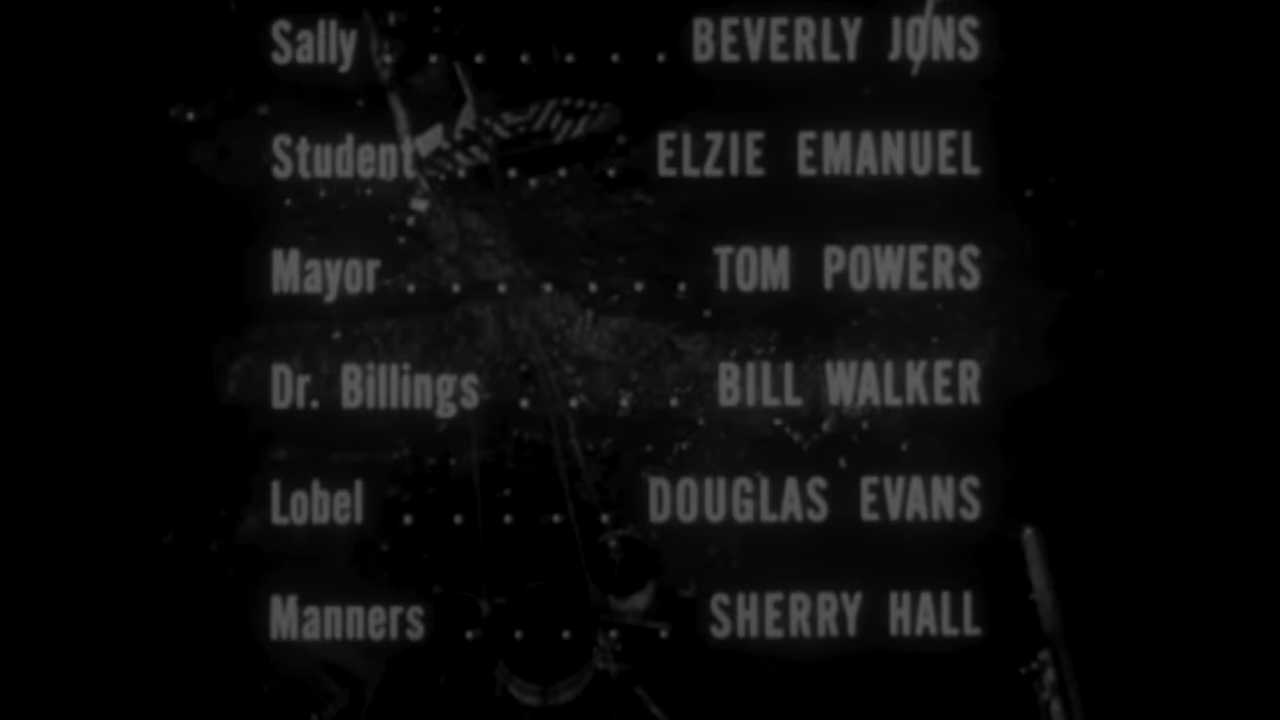 Sally . . . . . . . BEVERLY JONS
Student . . . . . ELZIE EMANUEL
Mayor . . . . . . . TOM POWERS
Dr. Billings . . . . BILL WALKER
Lobel . . . . . DOUGLAS EVANS
Manners . . . . . SHERRY HALL